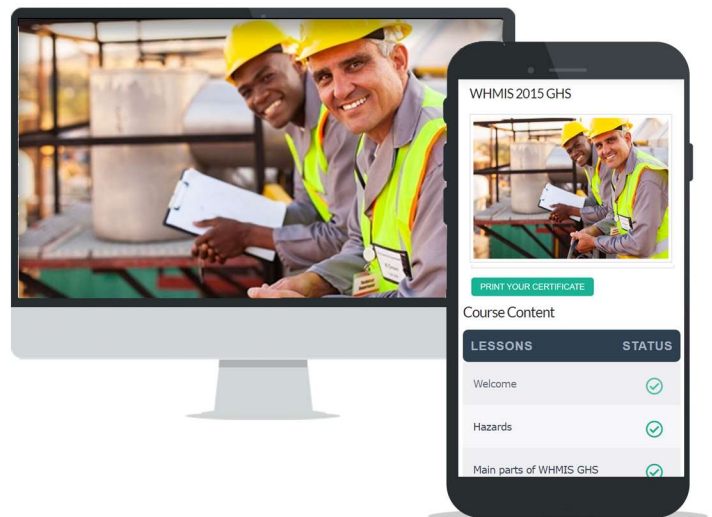 WHMIS 2015 GHS
PRINT YOUR CERTIFICATE
Course Content
LESSONS STATUS
Welcome
Hazards
Main parts of WHMIS GHS